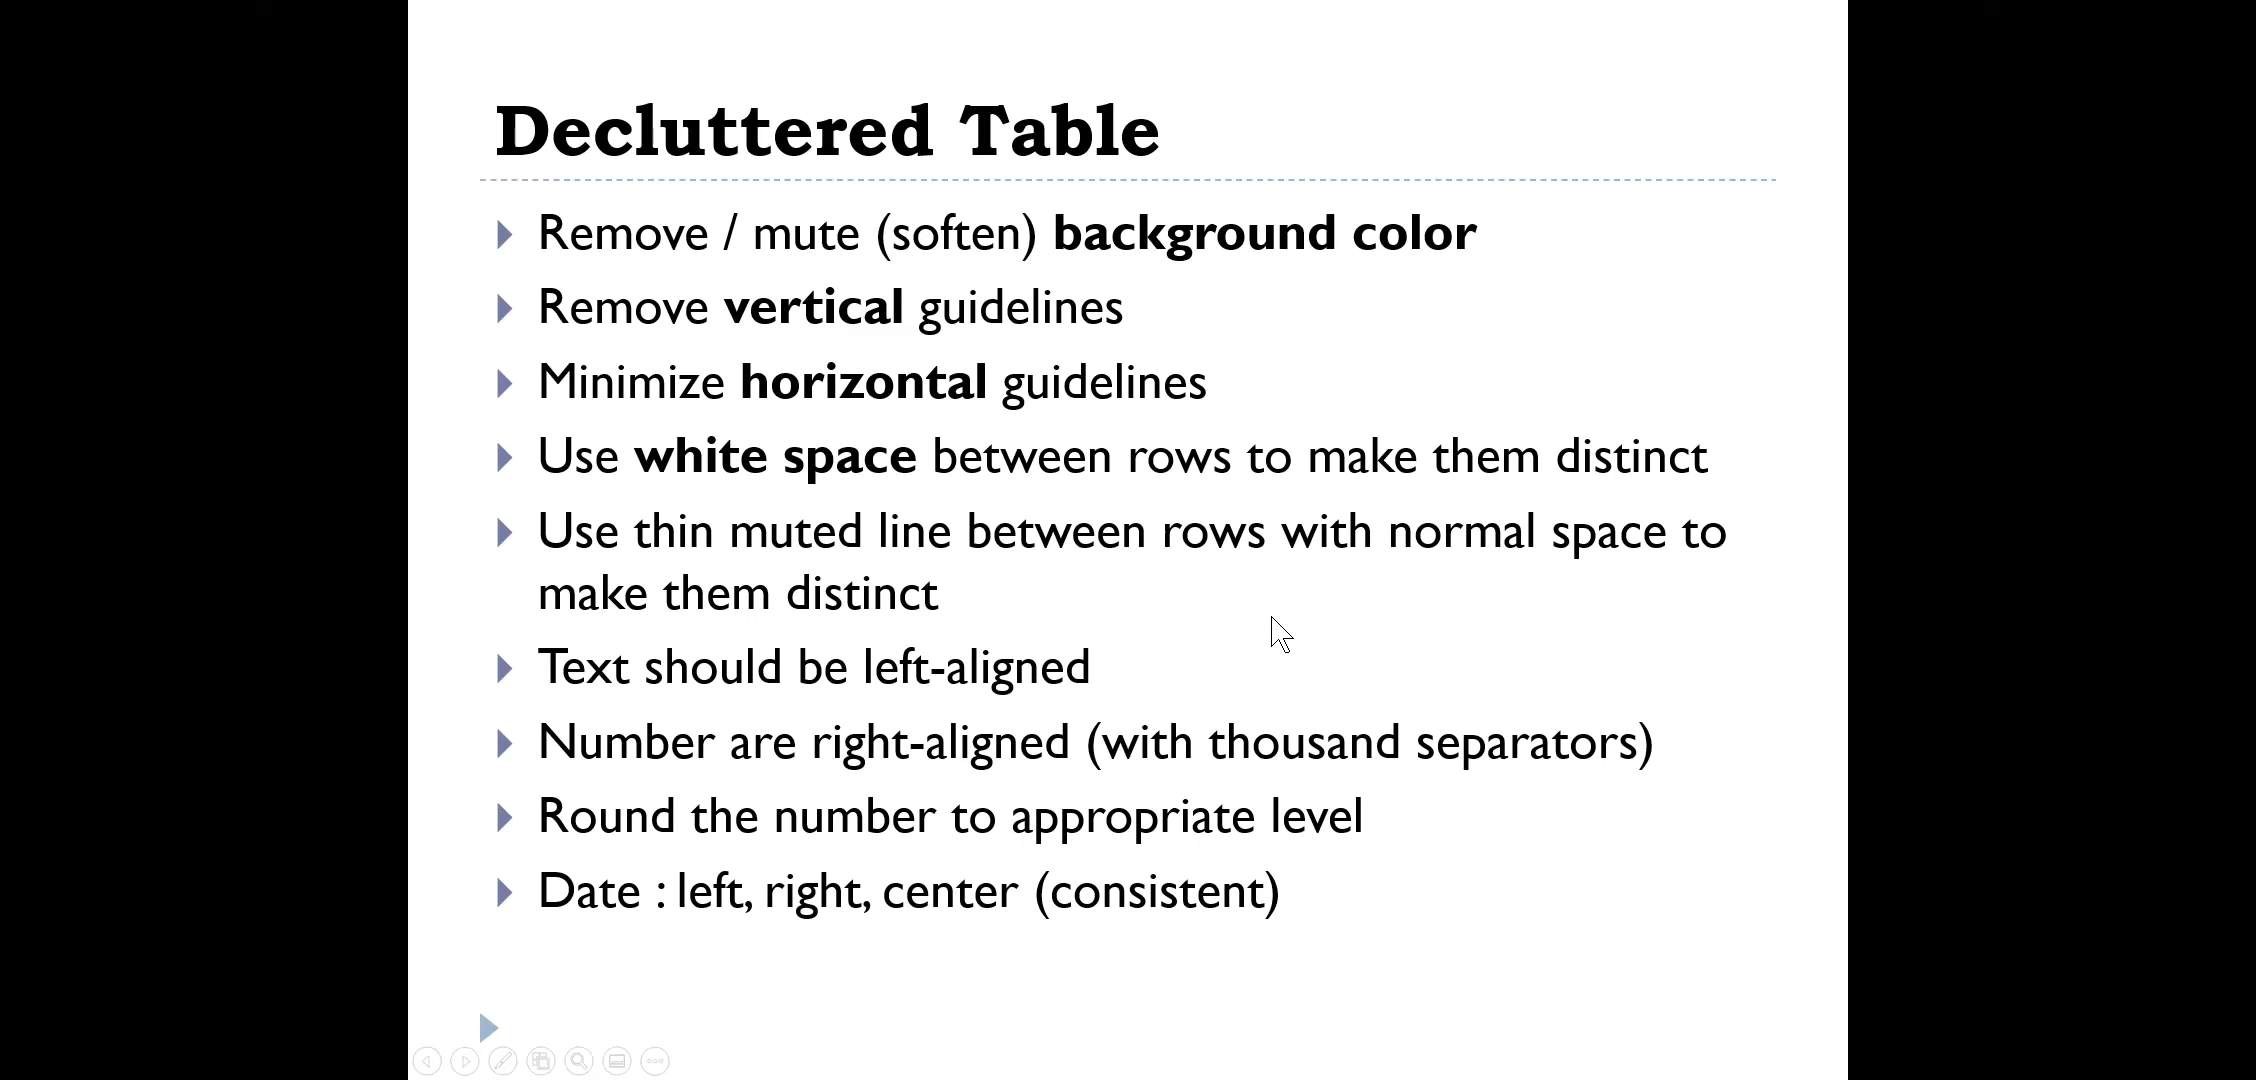 Decluttered Table
Remove / mute (soften) background color
Remove vertical guidelines
Minimize horizontal guidelines
Use white space between rows to make them distinct
Use thin muted line between rows with normal space to
make them distinct
Text should be left-aligned
Number are right-aligned (with thousand separators)
Round the number to appropriate level
Date : left, right, center (consistent)